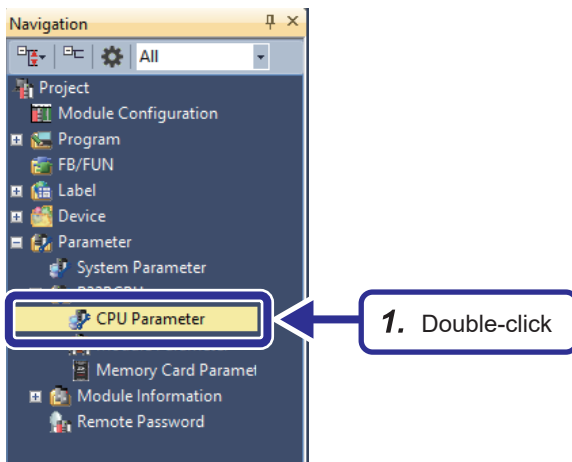 Navigation
All
Project
Module Configuration
Program
FB/FUN
Label
Device
Parameter
System Parameter
CPU Parameter
1. Double-click
Memory Card Paramet
Module Information
Remote Password